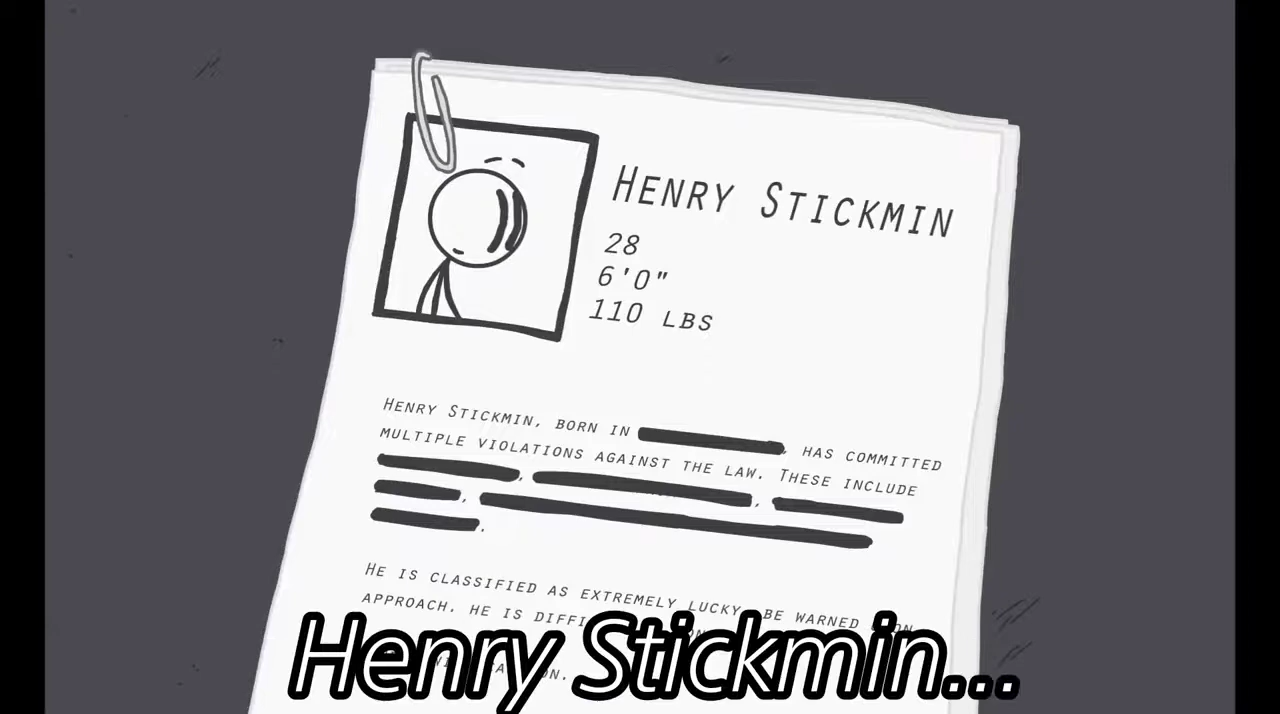 Henry Stickmin
28
6'0"
110 lbs
Henry Stickmin, born in , has committed
multiple violations against the law. These include
, , ,
, 
.
He is classified as extremely lucky. Be warned upon
approach. He is
Henry Stickmin...